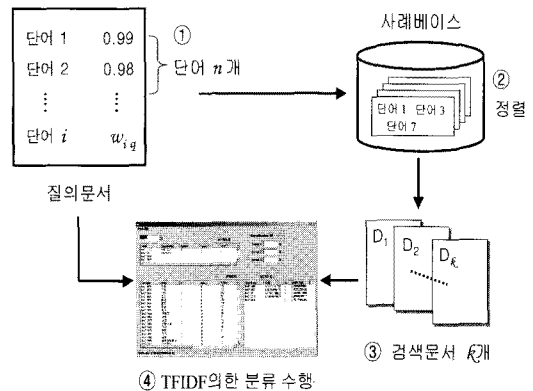 단어 1 0.99
단어 2 0.98
⋮ ⋮
단어 i w_iq
① 단어 n개
질의문서
사례베이스
단어 1 단어 3
단어 7
② 정렬
D₁ D₂ D_k
③ 검색문서 k개
④ TFIDF의한 분류 수행